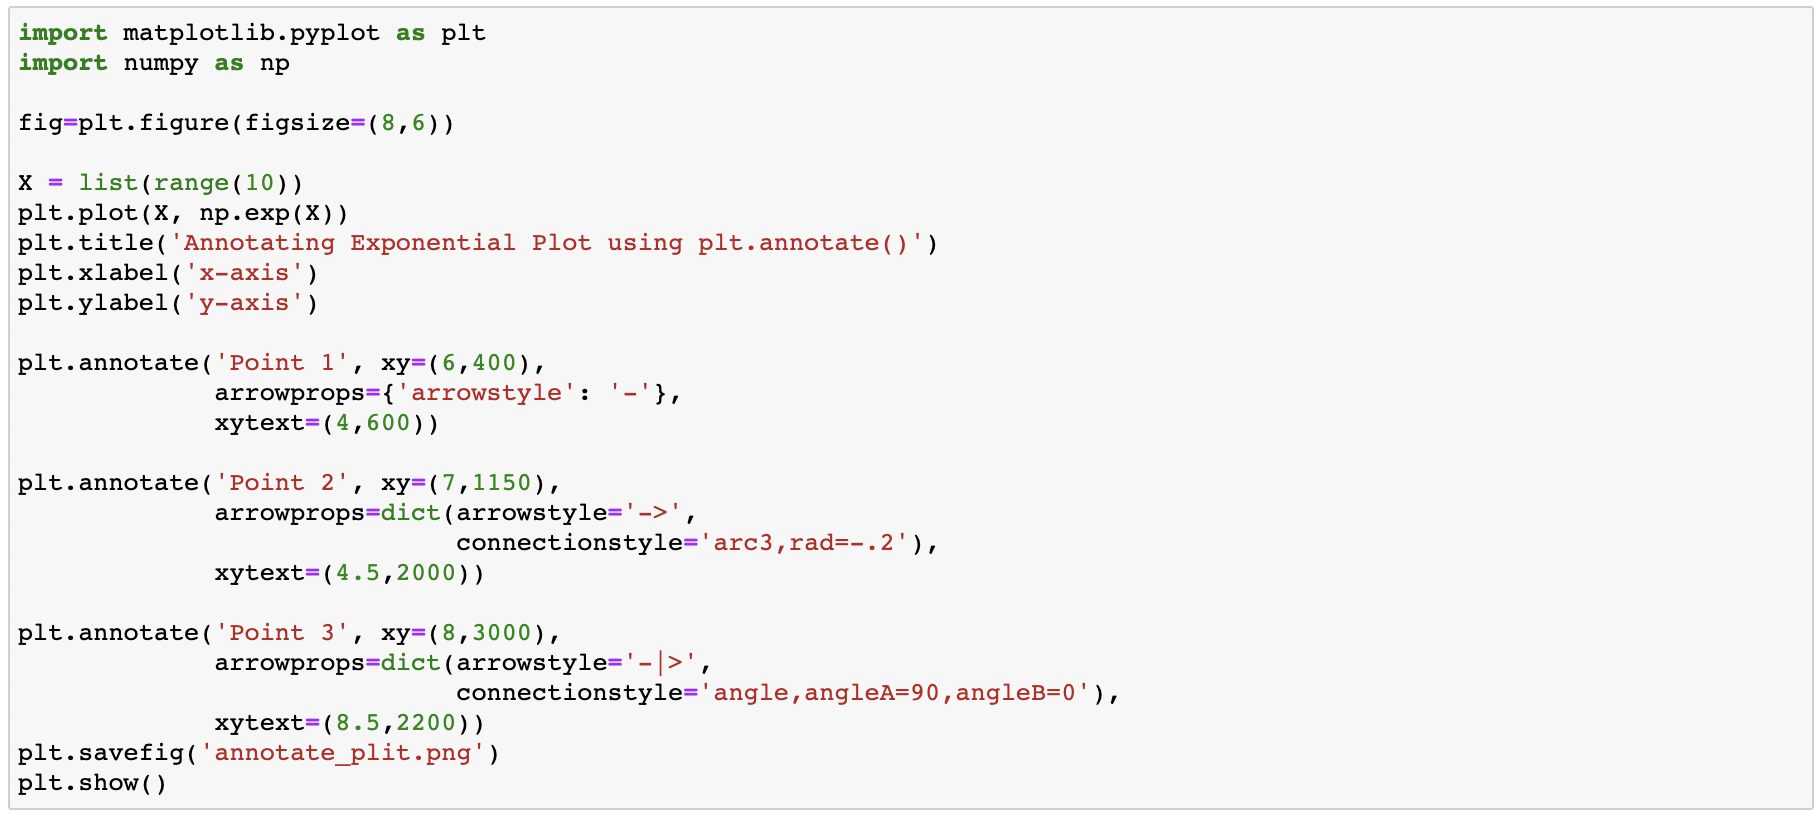 import matplotlib.pyplot as plt
import numpy as np

fig=plt.figure(figsize=(8,6))

X = list(range(10))
plt.plot(X, np.exp(X))
plt.title('Annotating Exponential Plot using plt.annotate()')
plt.xlabel('x-axis')
plt.ylabel('y-axis')

plt.annotate('Point 1', xy=(6,400),
             arrowprops={'arrowstyle': '-'},
             xytext=(4,600))

plt.annotate('Point 2', xy=(7,1150),
             arrowprops=dict(arrowstyle='->',
                             connectionstyle='arc3,rad=-.2'),
             xytext=(4.5,2000))

plt.annotate('Point 3', xy=(8,3000),
             arrowprops=dict(arrowstyle='-|>',
                             connectionstyle='angle,angleA=90,angleB=0'),
             xytext=(8.5,2200))
plt.savefig('annotate_plit.png')
plt.show()